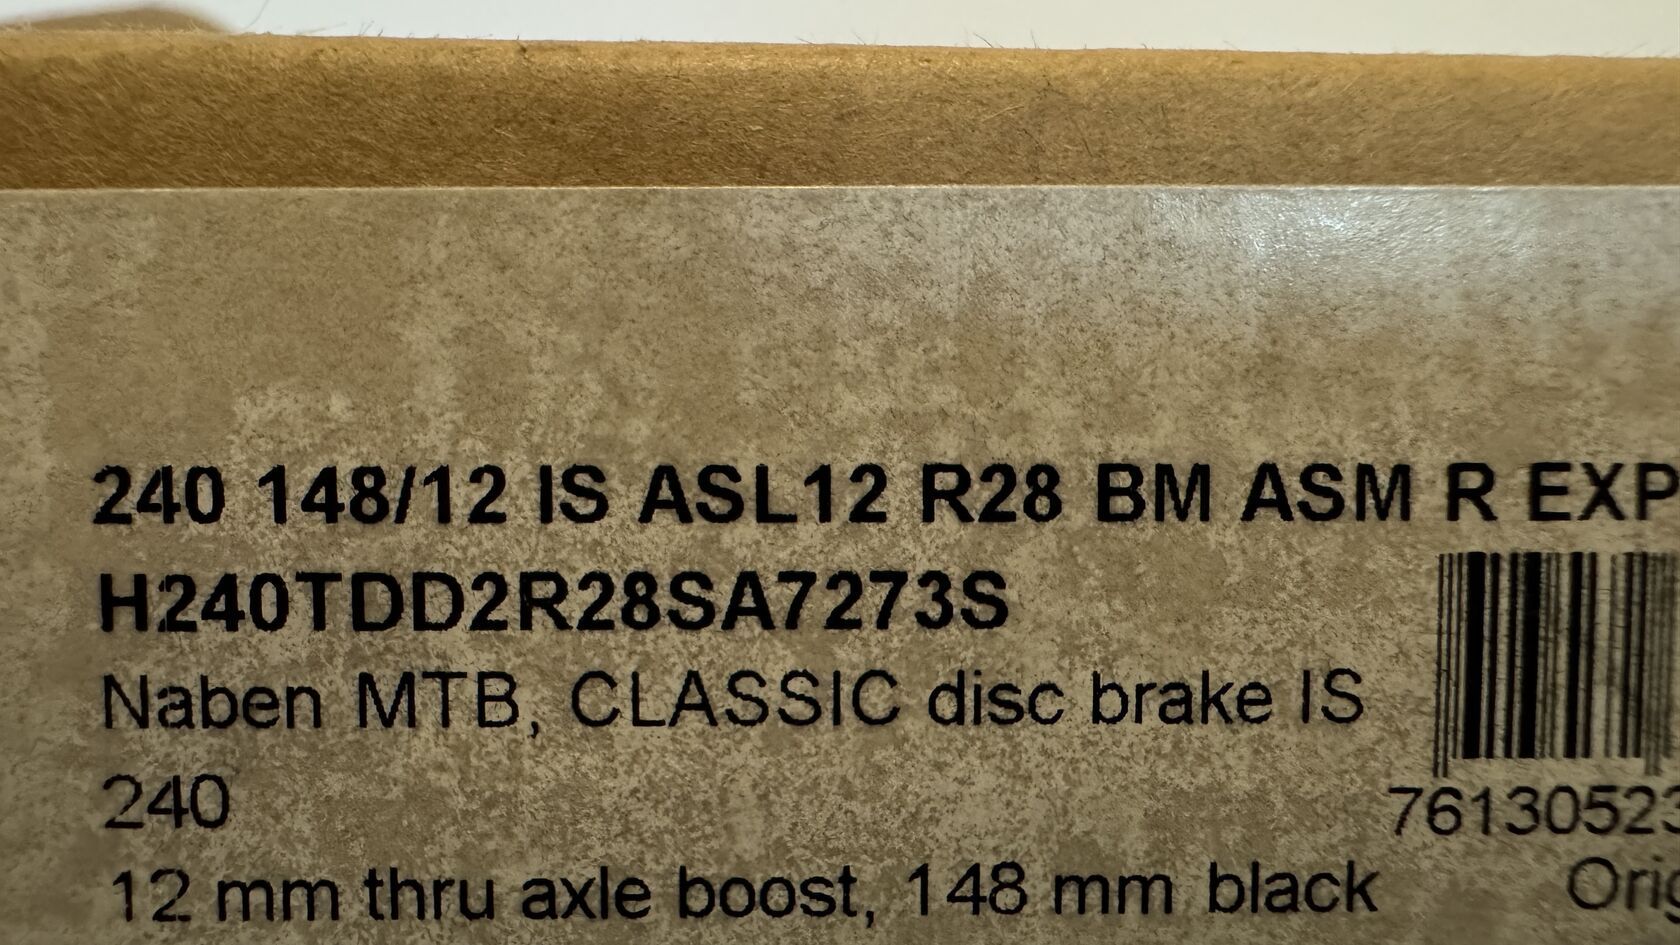 240 148/12 IS ASL12 R28 BM ASM R EXP
H240TDD2R28SA7273S
Naben MTB, CLASSIC disc brake IS
240
76130523
12 mm thru axle boost, 148 mm black